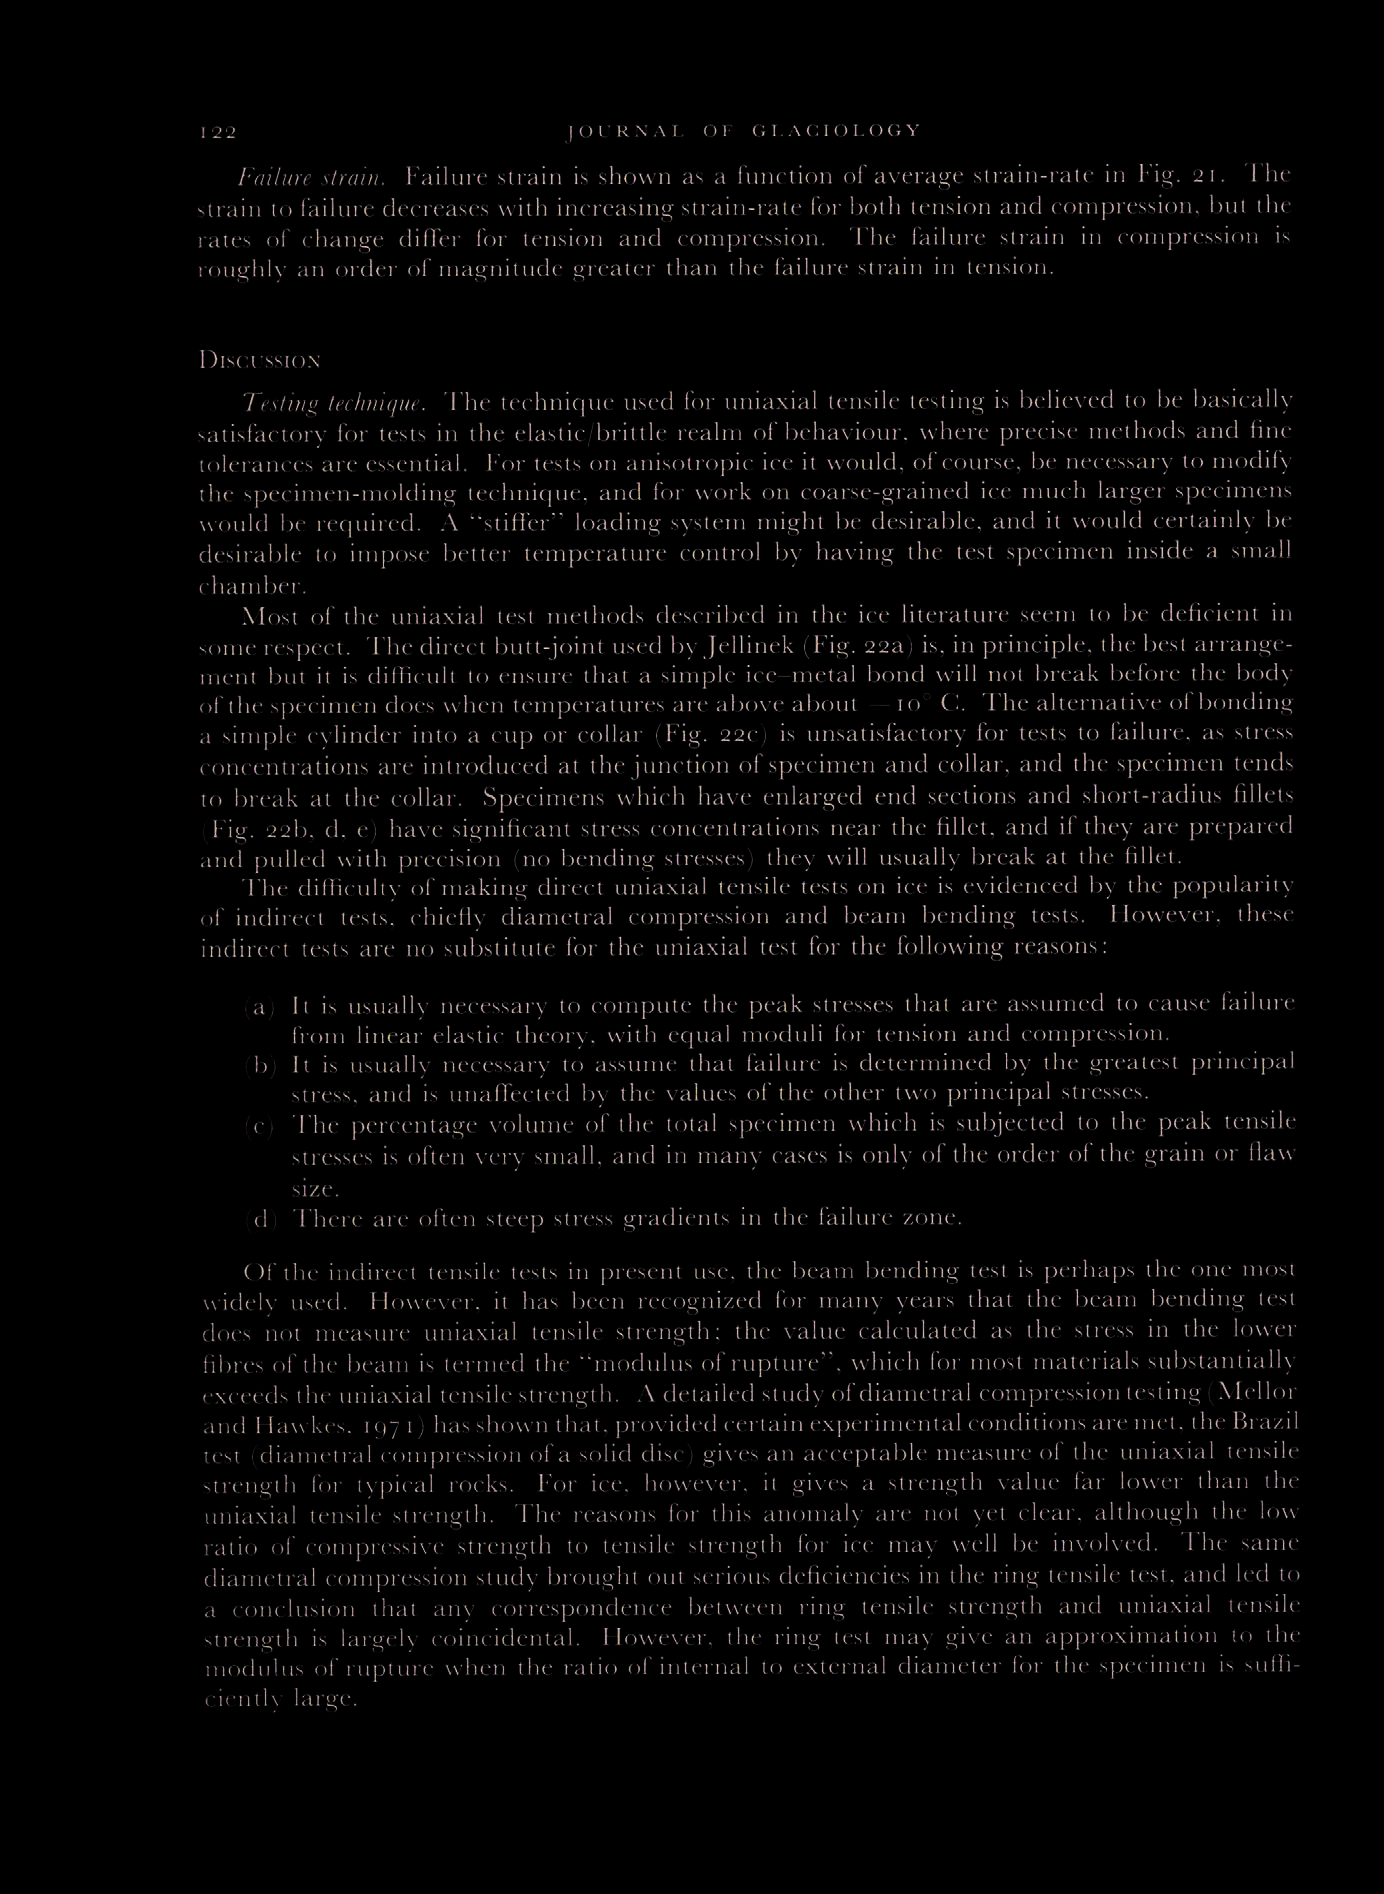 122 JOURNAL OF GLACIOLOGY
Failure strain. Failure strain is shown as a function of average strain-rate in Fig. 21. The
strain to failure decreases with increasing strain-rate for both tension and compression, but the
rates of change differ for tension and compression. The failure strain in compression is
roughly an order of magnitude greater than the failure strain in tension.
DISCUSSION
Testing technique. The technique used for uniaxial tensile testing is believed to be basically
satisfactory for tests in the elastic/brittle realm of behaviour, where precise methods and fine
tolerances are essential. For tests on anisotropic ice it would, of course, be necessary to modify
the specimen-molding technique, and for work on coarse-grained ice much larger specimens
would be required. A “stiffer” loading system might be desirable, and it would certainly be
desirable to impose better temperature control by having the test specimen inside a small
chamber.
Most of the uniaxial test methods described in the ice literature seem to be deficient in
some respect. The direct butt-joint used by Jellinek (Fig. 22a) is, in principle, the best arrange-
ment but it is difficult to ensure that a simple ice–metal bond will not break before the body
of the specimen does when temperatures are above about —10° C. The alternative of bonding
a simple cylinder into a cup or collar (Fig. 22c) is unsatisfactory for tests to failure, as stress
concentrations are introduced at the junction of specimen and collar, and the specimen tends
to break at the collar. Specimens which have enlarged end sections and short-radius fillets
(Fig. 22b, d, e) have significant stress concentrations near the fillet, and if they are prepared
and pulled with precision (no bending stresses) they will usually break at the fillet.
The difficulty of making direct uniaxial tensile tests on ice is evidenced by the popularity
of indirect tests, chiefly diametral compression and beam bending tests. However, these
indirect tests are no substitute for the uniaxial test for the following reasons:
(a) It is usually necessary to compute the peak stresses that are assumed to cause failure
from linear elastic theory, with equal moduli for tension and compression.
(b) It is usually necessary to assume that failure is determined by the greatest principal
stress, and is unaffected by the values of the other two principal stresses.
(c) The percentage volume of the total specimen which is subjected to the peak tensile
stresses is often very small, and in many cases is only of the order of the grain or flaw
size.
(d) There are often steep stress gradients in the failure zone.
Of the indirect tensile tests in present use, the beam bending test is perhaps the one most
widely used. However, it has been recognized for many years that the beam bending test
does not measure uniaxial tensile strength; the value calculated as the stress in the lower
fibres of the beam is termed the “modulus of rupture”, which for most materials substantially
exceeds the uniaxial tensile strength. A detailed study of diametral compression testing (Mellor
and Hawkes, 1971) has shown that, provided certain experimental conditions are met, the Brazil
test (diametral compression of a solid disc) gives an acceptable measure of the uniaxial tensile
strength for typical rocks. For ice, however, it gives a strength value far lower than the
uniaxial tensile strength. The reasons for this anomaly are not yet clear, although the low
ratio of compressive strength to tensile strength for ice may well be involved. The same
diametral compression study brought out serious deficiencies in the ring tensile test, and led to
a conclusion that any correspondence between ring tensile strength and uniaxial tensile
strength is largely coincidental. However, the ring test may give an approximation to the
modulus of rupture when the ratio of internal to external diameter for the specimen is suffi-
ciently large.